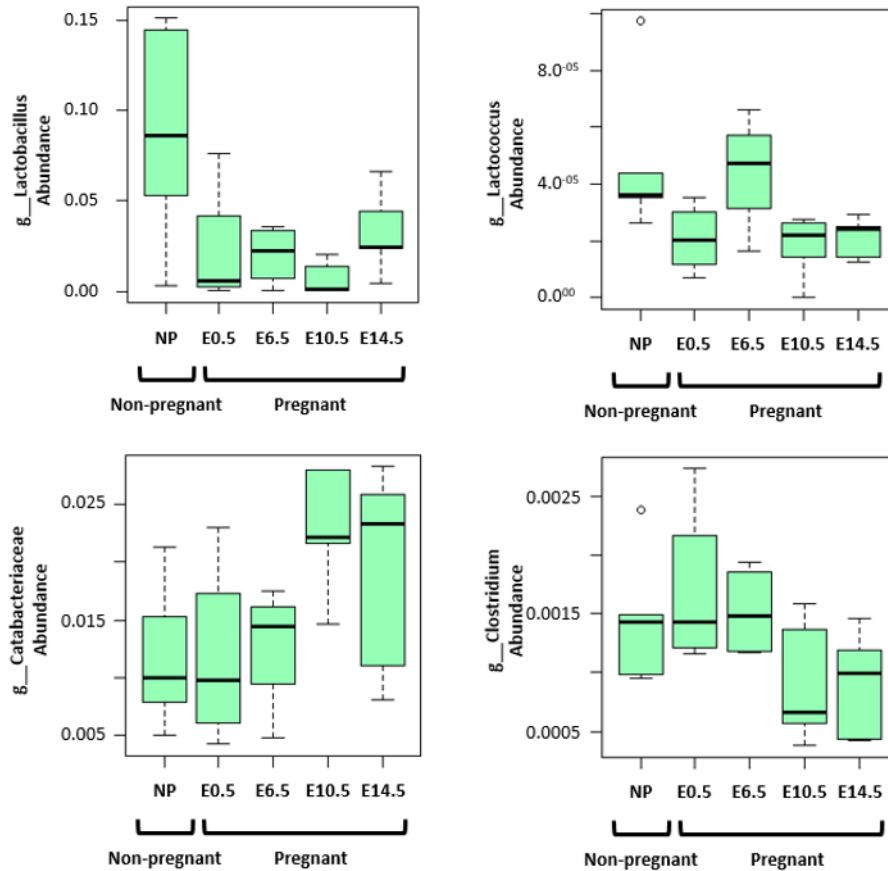 g__Lactobacillus
Abundance
0.15
0.10
0.05
0.00
NP E0.5 E6.5 E10.5 E14.5
Non-pregnant Pregnant
g__Lactococcus
Abundance
8.0⁻⁰⁵
4.0⁻⁰⁵
0.0⁰⁰
NP E0.5 E6.5 E10.5 E14.5
Non-pregnant Pregnant
g__Catabacteriaceae
Abundance
0.025
0.015
0.005
NP E0.5 E6.5 E10.5 E14.5
Non-pregnant Pregnant
g__Clostridium
Abundance
0.0025
0.0015
0.0005
NP E0.5 E6.5 E10.5 E14.5
Non-pregnant Pregnant